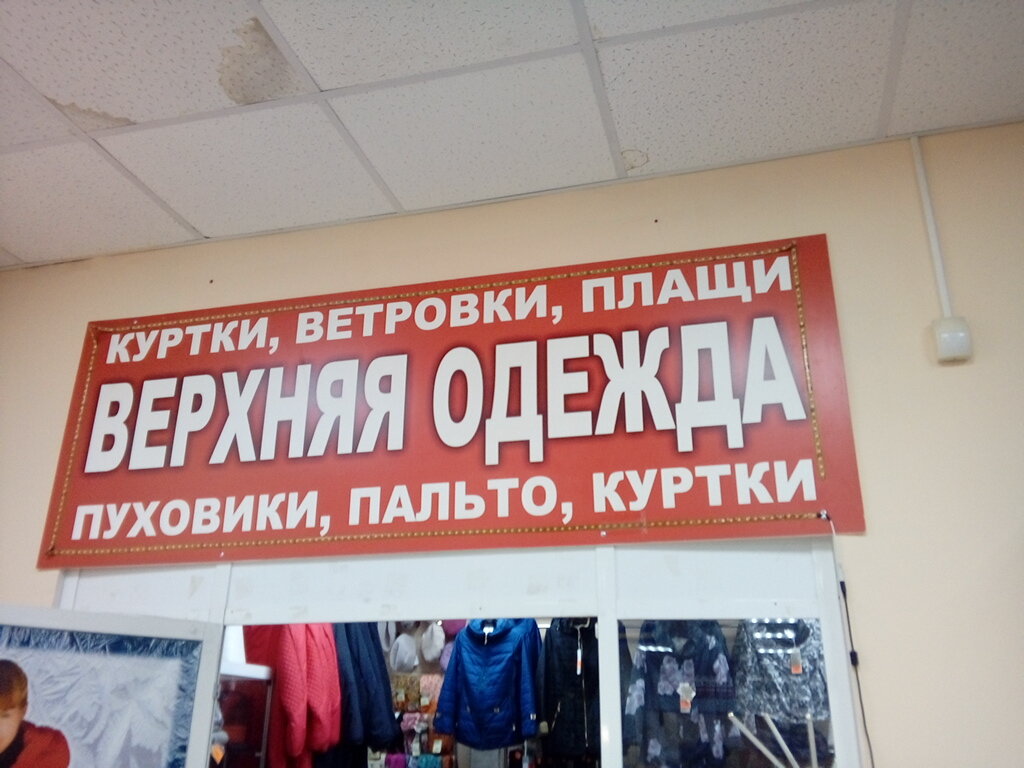 КУРТКИ, ВЕТРОВКИ, ПЛАЩИ
ВЕРХНЯЯ ОДЕЖДА
ПУХОВИКИ, ПАЛЬТО, КУРТКИ